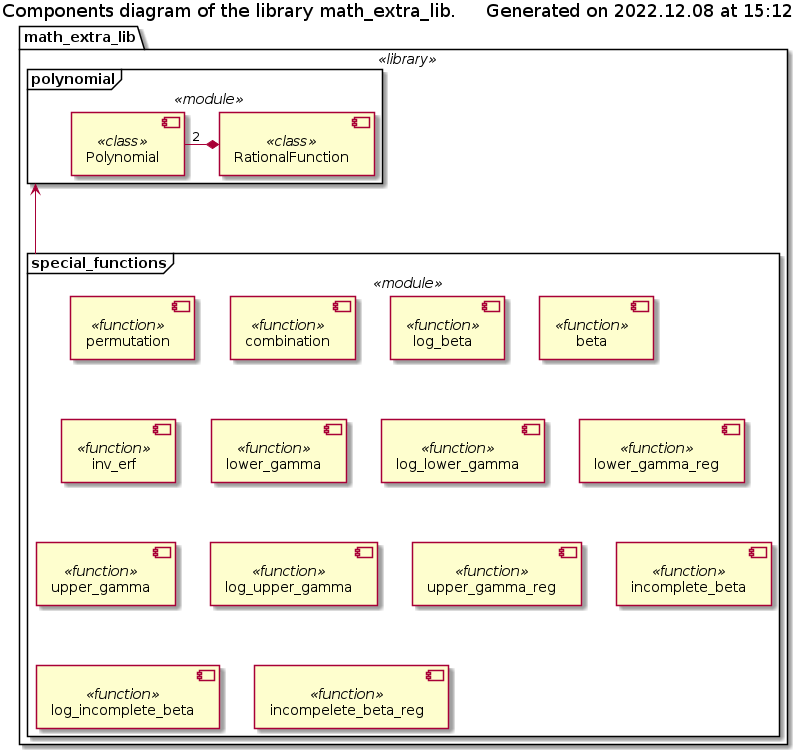 Components diagram of the library math_extra_lib. Generated on 2022.12.08 at 15:12
math_extra_lib
«library»
polynomial
«module»
«class» «class»
Polynomial 2 RationalFunction
special_functions
«module»
«function» «function» «function» «function»
permutation combination log_beta beta
«function» «function» «function» «function»
inv_erf lower_gamma log_lower_gamma lower_gamma_reg
«function» «function» «function» «function»
upper_gamma log_upper_gamma upper_gamma_reg incomplete_beta
«function» «function»
log_incomplete_beta incompelete_beta_reg